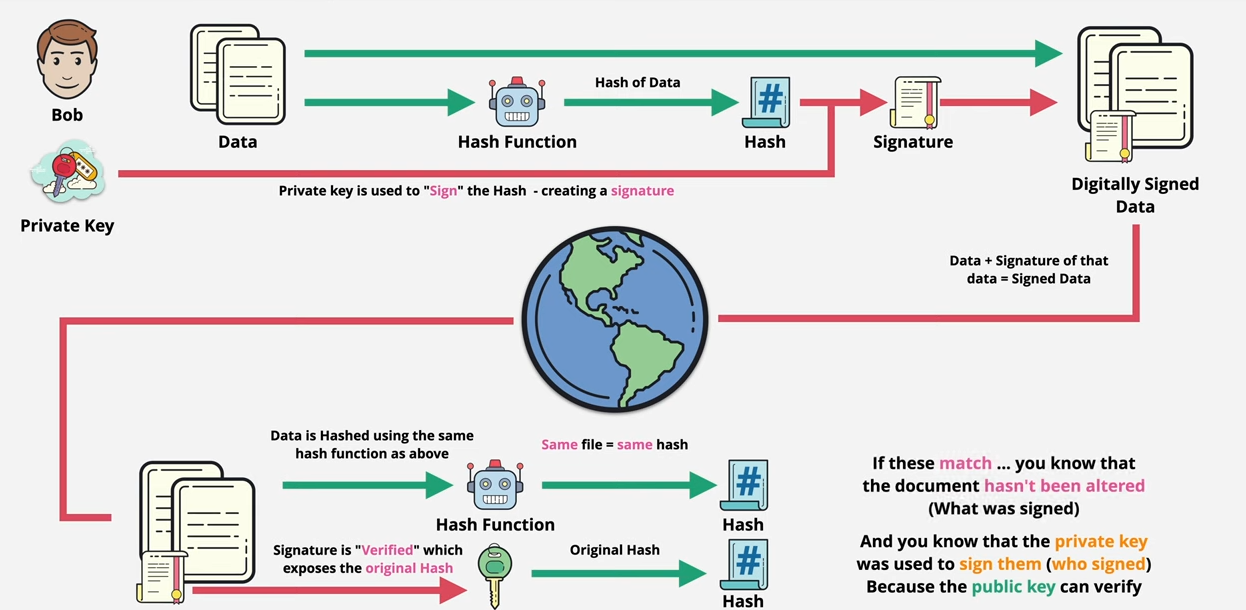 Bob
Data
Hash Function
Hash of Data
#
Hash
Signature
Digitally Signed
Data
Private Key
Private key is used to "Sign" the Hash - creating a signature
Data + Signature of that
data = Signed Data
Data is Hashed using the same
hash function as above
Same file = same hash
Hash Function
#
Hash
Signature is "Verified" which
exposes the original Hash
Original Hash
#
Hash
If these match ... you know that
the document hasn't been altered
(What was signed)
And you know that the private key
was used to sign them (who signed)
Because the public key can verify